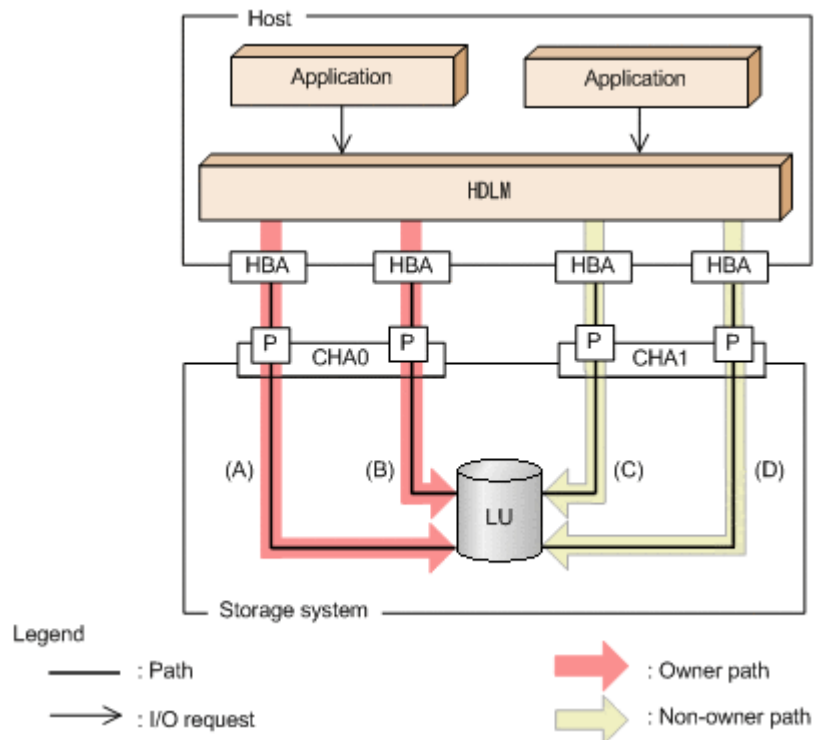 Host
Application
Application
HDLM
HBA HBA HBA HBA
P P P P
CHA0 CHA1
(A) (B) (C) (D)
LU
Storage system
Legend
: Path
: Owner path
: I/O request
: Non-owner path